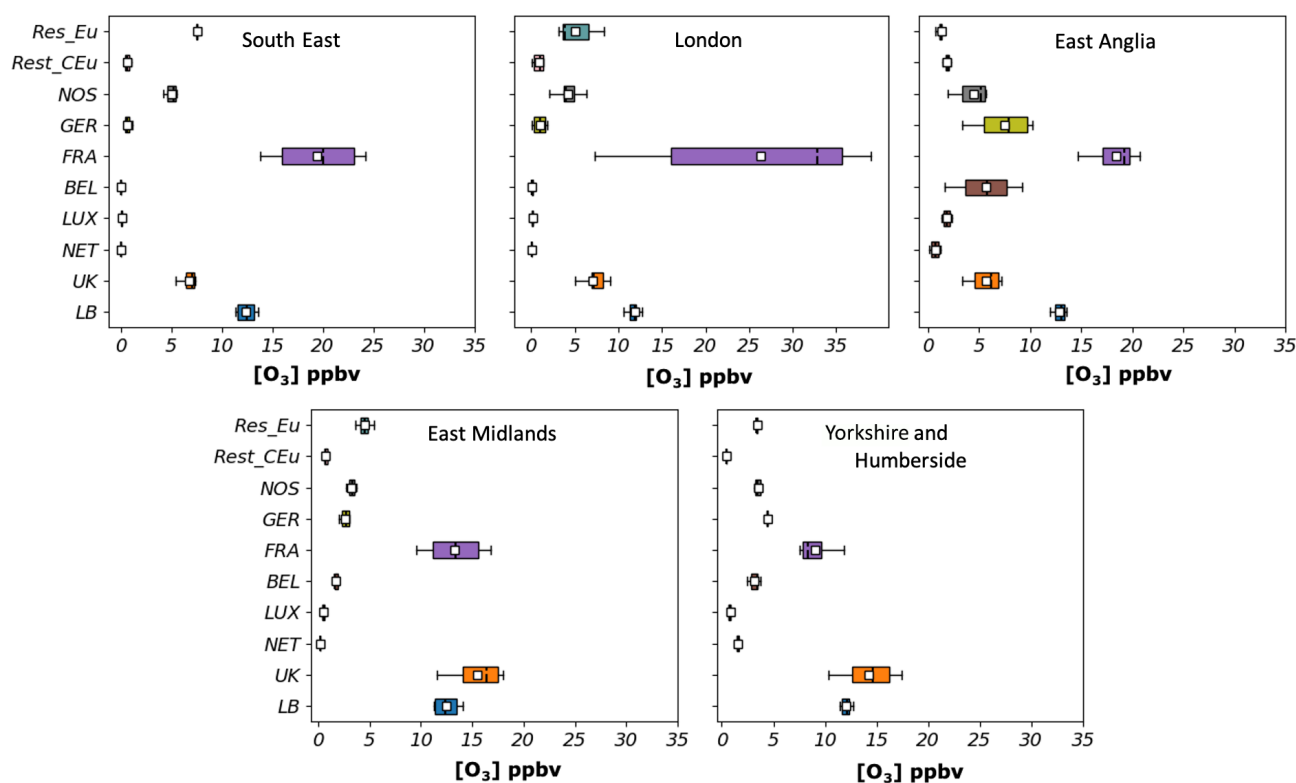 Res_Eu
Rest_CEu
NOS
GER
FRA
BEL
LUX
NET
UK
LB
South East
0 5 10 15 20 25 30 35
[O₃] ppbv
London
0 5 10 15 20 25 30 35
[O₃] ppbv
East Anglia
0 5 10 15 20 25 30 35
[O₃] ppbv
Res_Eu
Rest_CEu
NOS
GER
FRA
BEL
LUX
NET
UK
LB
East Midlands
0 5 10 15 20 25 30 35
[O₃] ppbv
Yorkshire and
Humberside
0 5 10 15 20 25 30 35
[O₃] ppbv